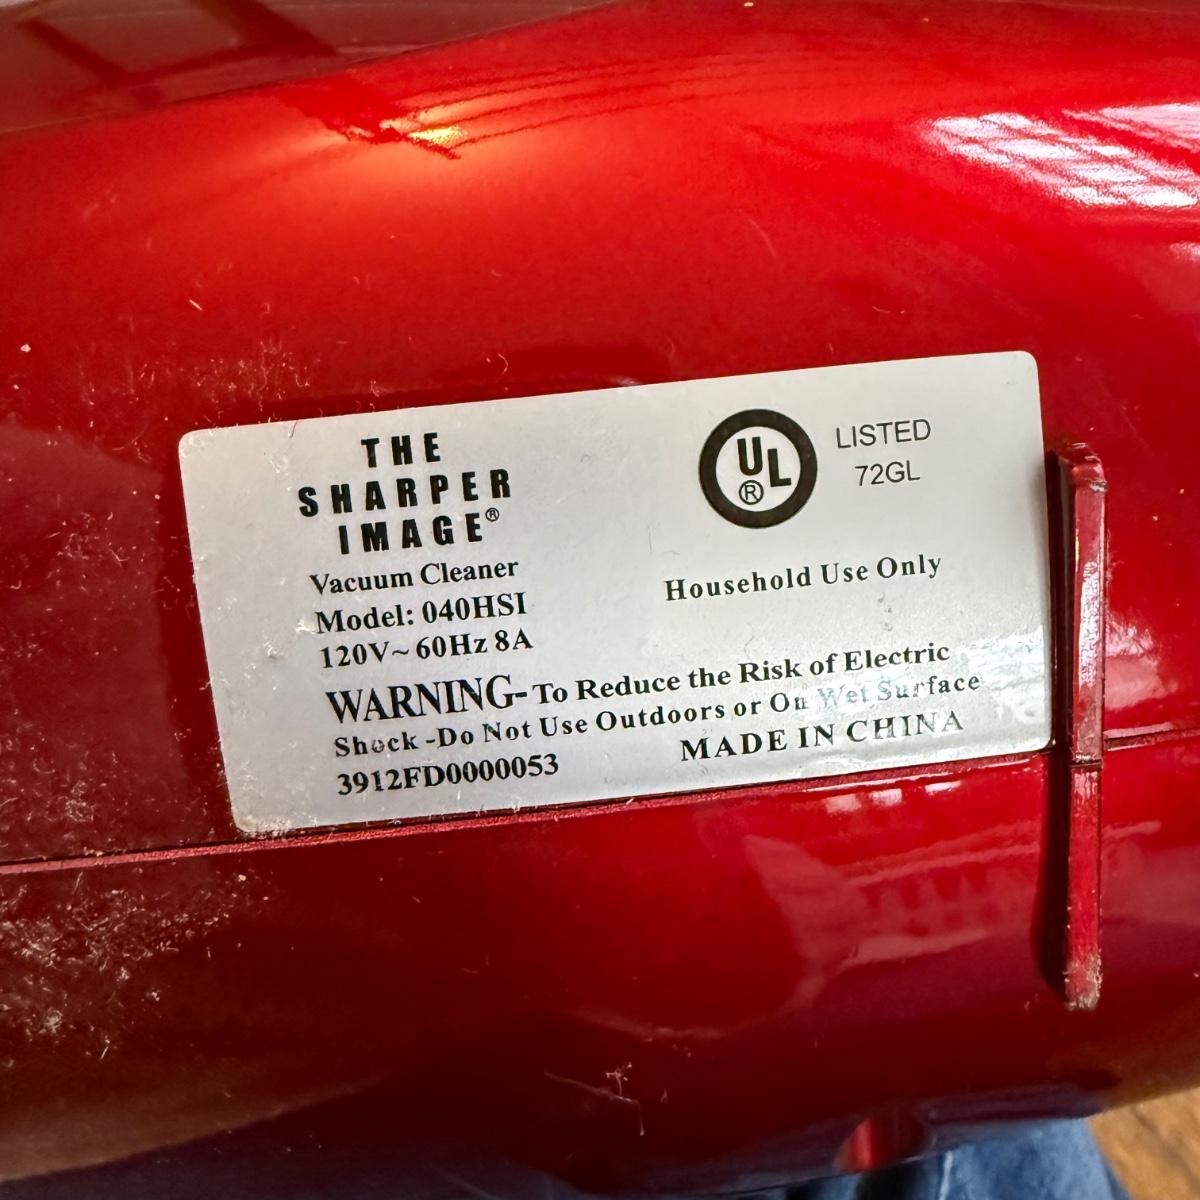 THE
SHARPER
IMAGE®
Vacuum Cleaner
Model: 040HSI
120V~ 60Hz 8A
UL
®
LISTED
72GL
Household Use Only
WARNING-To Reduce the Risk of Electric
Shock -Do Not Use Outdoors or On Wet Surface
3912FD0000053
MADE IN CHINA